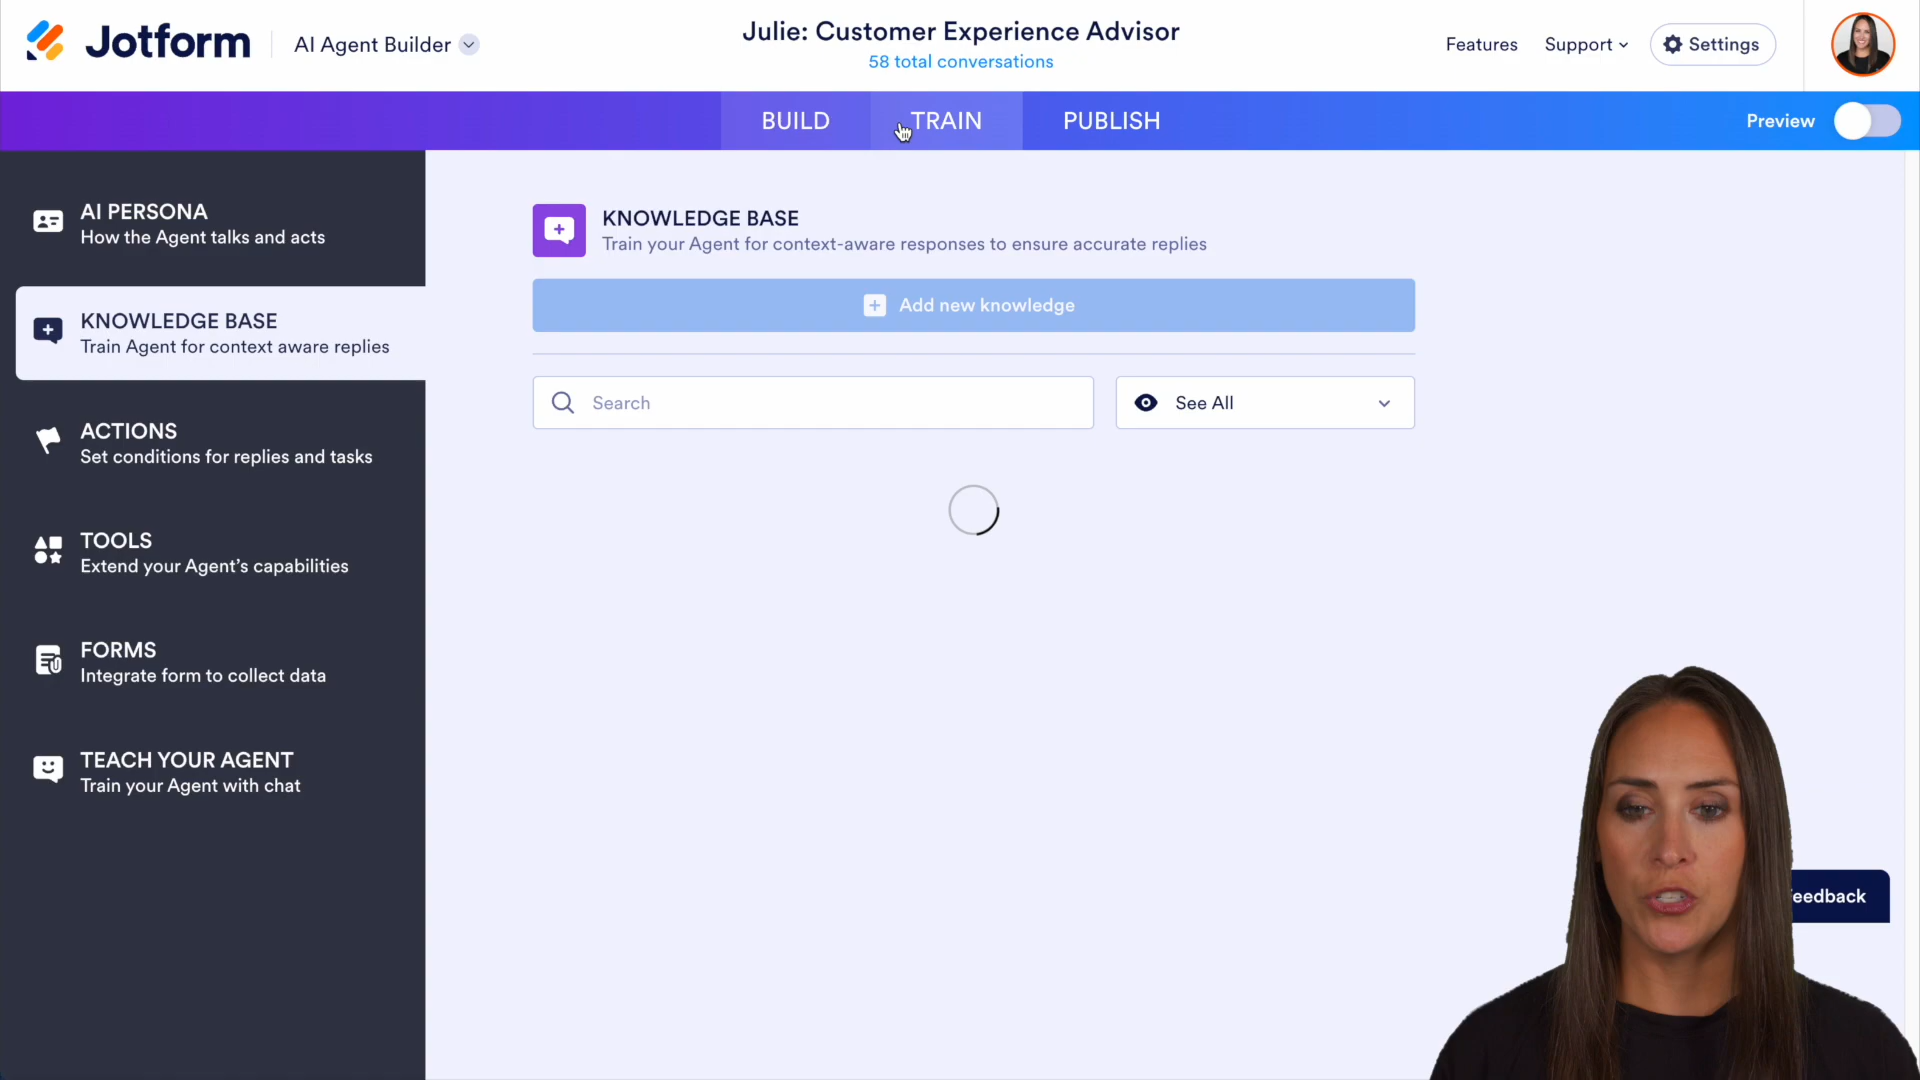 Jotform
AI Agent Builder
Julie: Customer Experience Advisor
58 total conversations
Features
Support
Settings
BUILD
TRAIN
PUBLISH
Preview
AI PERSONA
How the Agent talks and acts
KNOWLEDGE BASE
Train Agent for context aware replies
ACTIONS
Set conditions for replies and tasks
TOOLS
Extend your Agent’s capabilities
FORMS
Integrate form to collect data
TEACH YOUR AGENT
Train your Agent with chat
KNOWLEDGE BASE
Train your Agent for context-aware responses to ensure accurate replies
Add new knowledge
Search
See All